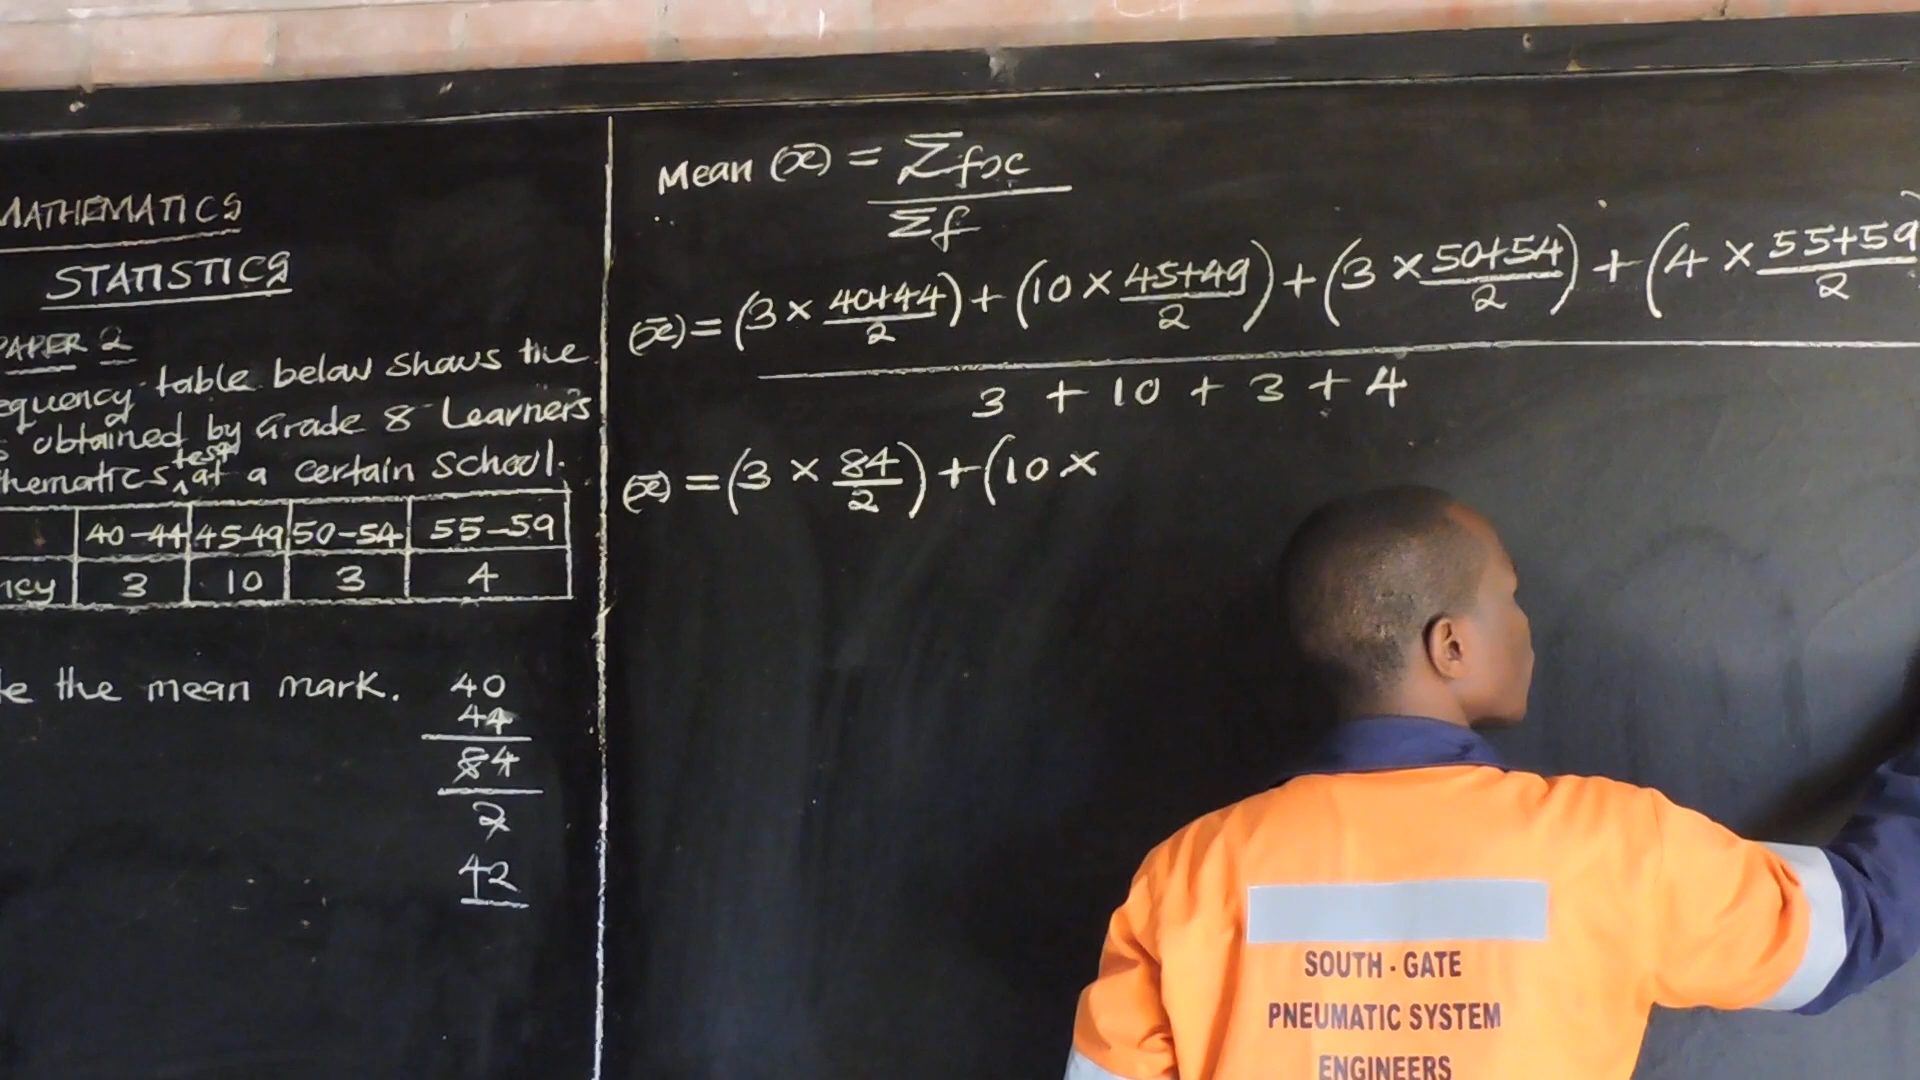 MATHEMATICS
STATISTICS
PAPER 2
equency table below shows the
s obtained by Grade 8 Learners
thematics test at a certain school.
40-44 45-49 50-54 55-59
ncy 3 10 3 4
te the mean mark.
40
44
84
2
42
Mean (x̄) = Σfx
Σf
(x̄) = (3 × 40+44/2) + (10 × 45+49/2) + (3 × 50+54/2) + (4 × 55+59/2)
3 + 10 + 3 + 4
(x̄) = (3 × 84/2) + (10 ×
SOUTH - GATE
PNEUMATIC SYSTEM
ENGINEERS